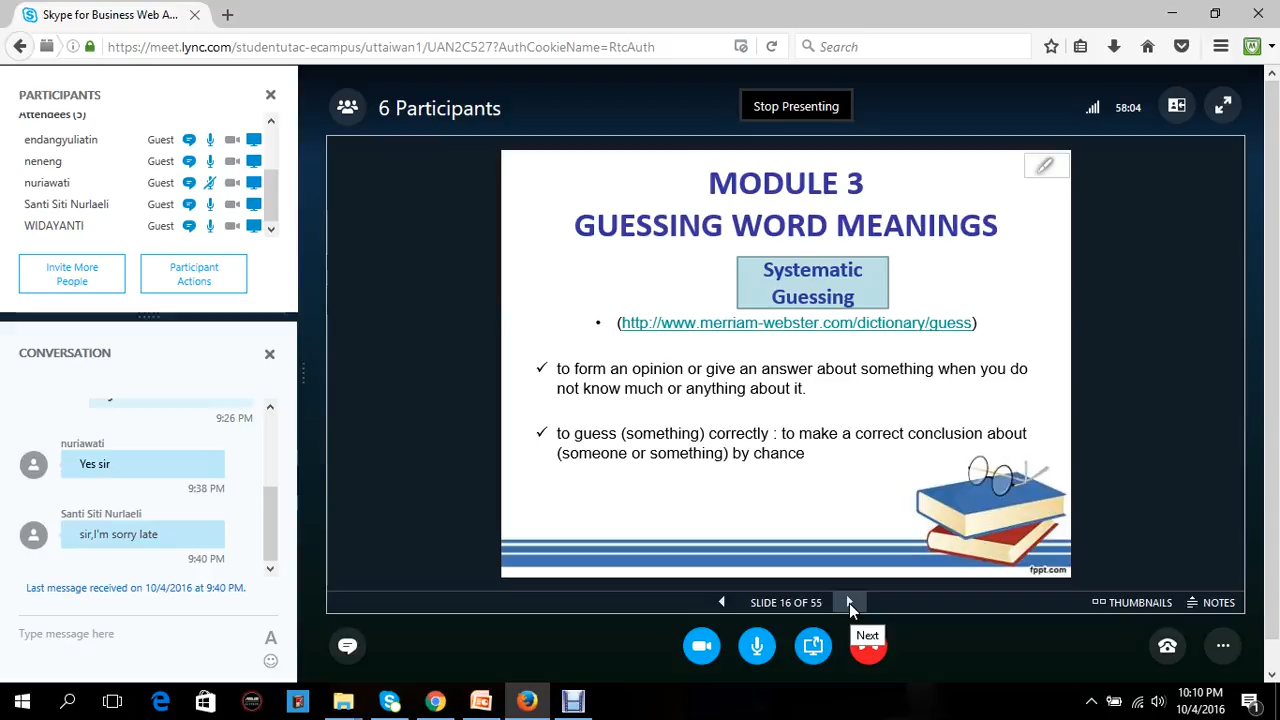 Skype for Business Web A...
https://meet.lync.com/studentutac-ecampus/uttaiwan1/UAN2C527?AuthCookieName=RtcAuth
Search
PARTICIPANTS
Attendees (5)
endangyuliatin Guest
neneng Guest
nuriawati Guest
Santi Siti Nurlaeli Guest
WIDAYANTI Guest
Invite More
People
Participant
Actions
CONVERSATION
9:26 PM
nuriawati
Yes sir
9:38 PM
Santi Siti Nurlaeli
sir,I'm sorry late
9:40 PM
Last message received on 10/4/2016 at 9:40 PM.
Type message here
6 Participants
Stop Presenting
58:04
MODULE 3
GUESSING WORD MEANINGS
Systematic
Guessing
• (http://www.merriam-webster.com/dictionary/guess)
✓ to form an opinion or give an answer about something when you do
not know much or anything about it.
✓ to guess (something) correctly : to make a correct conclusion about
(someone or something) by chance
fppt.com
SLIDE 16 OF 55
THUMBNAILS
NOTES
Next
10:10 PM
10/4/2016